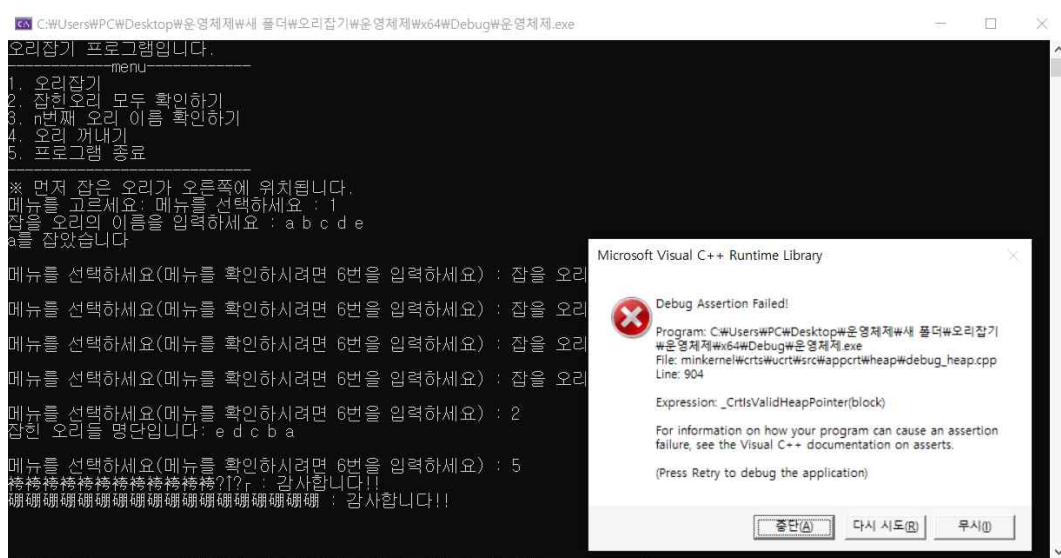 C:₩Users₩PC₩Desktop₩운영체제₩새 폴더₩오리잡기₩운영체제₩x64₩Debug₩운영체제.exe
오리잡기 프로그램입니다.
------------menu------------
1. 오리잡기
2. 잡힌오리 모두 확인하기
3. n번째 오리 이름 확인하기
4. 오리 꺼내기
5. 프로그램 종료
----------------------------
※ 먼저 잡은 오리가 오른쪽에 위치됩니다.
메뉴를 고르세요: 메뉴를 선택하세요 : 1
잡을 오리의 이름을 입력하세요 : a b c d e
a를 잡았습니다
메뉴를 선택하세요(메뉴를 확인하시려면 6번을 입력하세요) : 잡을 오리
메뉴를 선택하세요(메뉴를 확인하시려면 6번을 입력하세요) : 잡을 오리
메뉴를 선택하세요(메뉴를 확인하시려면 6번을 입력하세요) : 잡을 오리
메뉴를 선택하세요(메뉴를 확인하시려면 6번을 입력하세요) : 잡을 오리
메뉴를 선택하세요(메뉴를 확인하시려면 6번을 입력하세요) : 2
잡힌 오리들 명단입니다: e d c b a
메뉴를 선택하세요(메뉴를 확인하시려면 6번을 입력하세요) : 5
: 감사합니다!!
: 감사합니다!!
Microsoft Visual C++ Runtime Library
Debug Assertion Failed!
Program: C:₩Users₩PC₩Desktop₩운영체제₩새 폴더₩오리잡기
₩운영체제₩x64₩Debug₩운영체제.exe
File: minkernel₩crts₩ucrt₩src₩appcrt₩heap₩debug_heap.cpp
Line: 904
Expression: _CrtIsValidHeapPointer(block)
For information on how your program can cause an assertion
failure, see the Visual C++ documentation on asserts.
(Press Retry to debug the application)
중단(A)
다시 시도(R)
무시(I)